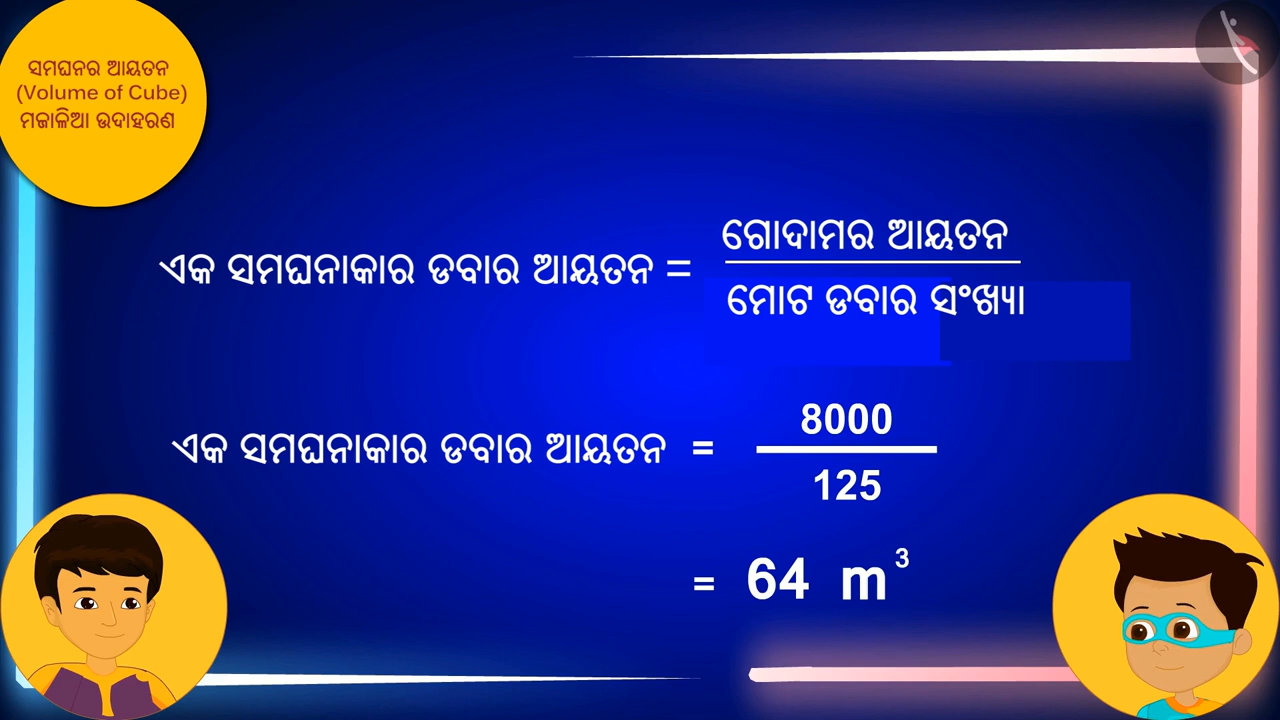 ସମଘନର ଆୟତନ
(Volume of Cube)
ମଜାଳିଆ ଉଦାହରଣ
ଏକ ସମଘନାକାର ଡବାର ଆୟତନ = ଗୋଦାମର ଆୟତନ
ମୋଟ ଡବାର ସଂଖ୍ୟା
ଏକ ସମଘନାକାର ଡବାର ଆୟତନ = 8000
125
= 64 m³